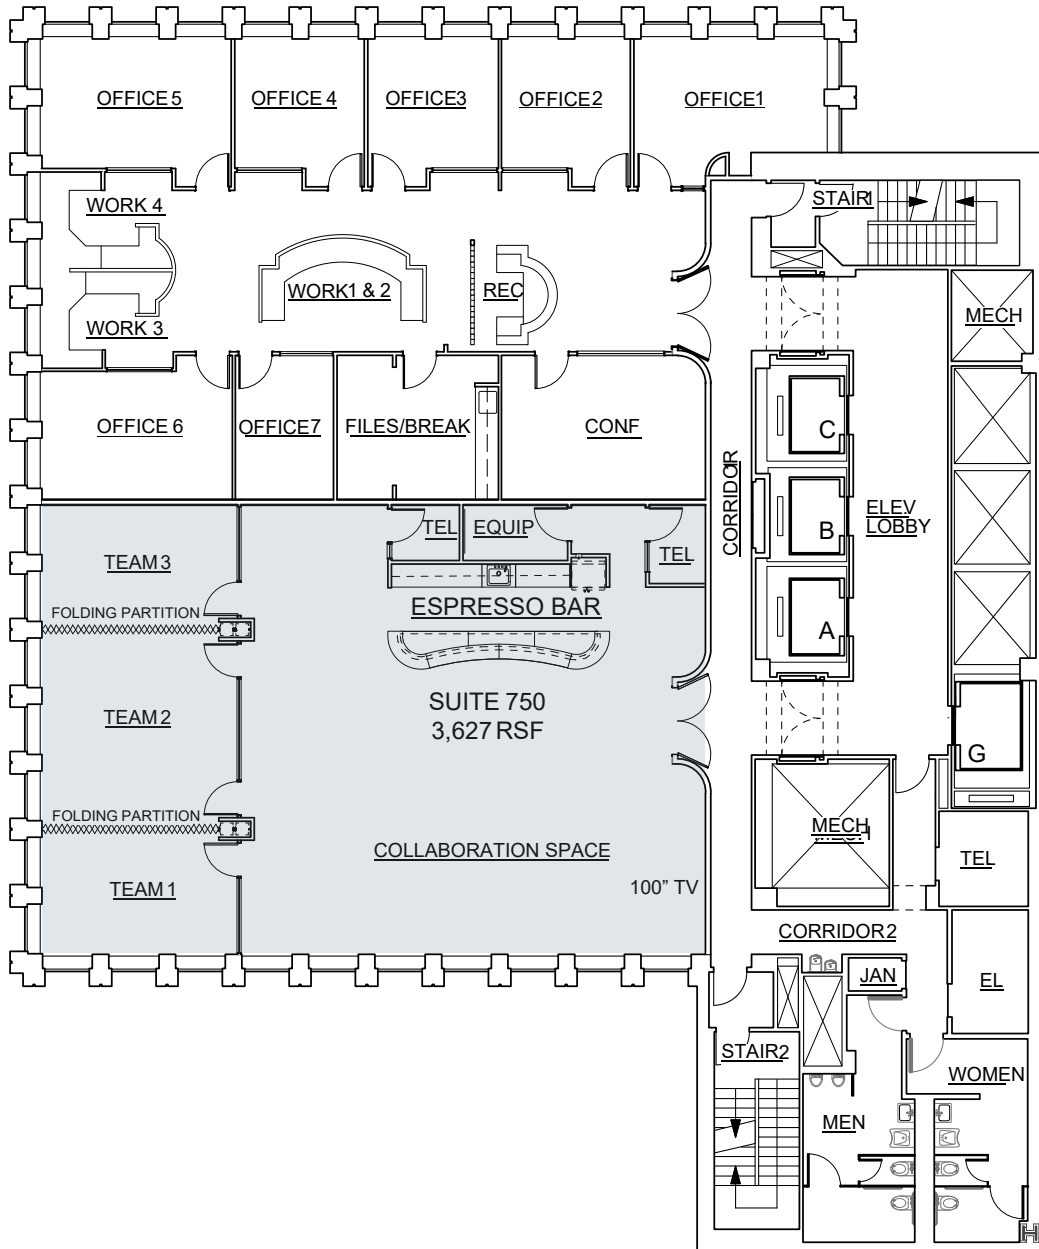 OFFICE 5
OFFICE 4
OFFICE3
OFFICE2
OFFICE1
WORK 4
STAIR1
WORK1 & 2
REC
MECH
WORK 3
OFFICE 6
OFFICE7
FILES/BREAK
CONF
C
CORRIDOR
ELEV
LOBBY
B
TEL
EQUIP
TEL
TEAM 3
FOLDING PARTITION
ESPRESSO BAR
A
TEAM 2
SUITE 750
3,627 RSF
G
FOLDING PARTITION
MECH
COLLABORATION SPACE
TEL
TEAM 1
100” TV
CORRIDOR2
JAN
EL
STAIR2
WOMEN
MEN